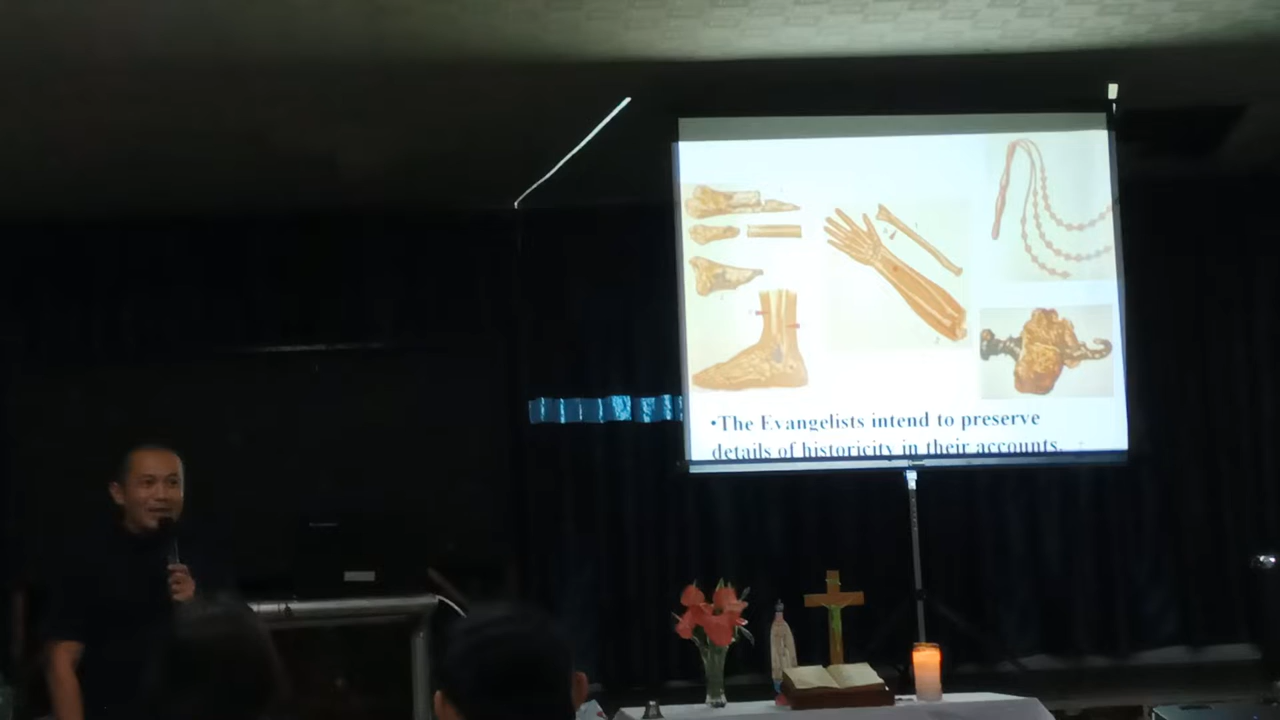 •The Evangelists intend to preserve
details of historicity in their accounts.